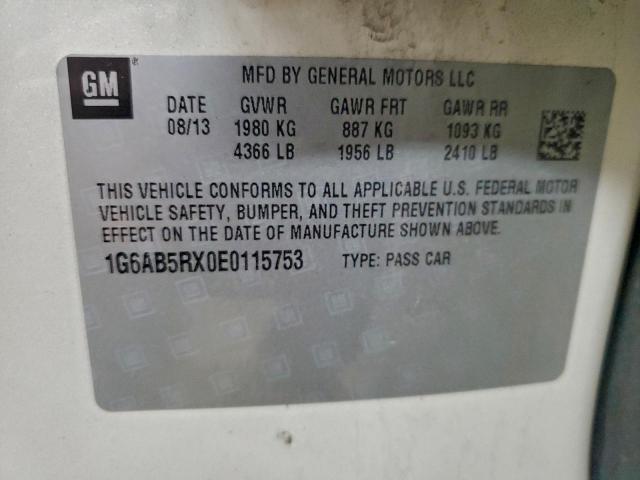 GM
®
MFD BY GENERAL MOTORS LLC
DATE GVWR GAWR FRT GAWR RR
08/13 1980 KG 887 KG 1093 KG
4366 LB 1956 LB 2410 LB
THIS VEHICLE CONFORMS TO ALL APPLICABLE U.S. FEDERAL MOTOR
VEHICLE SAFETY, BUMPER, AND THEFT PREVENTION STANDARDS IN
EFFECT ON THE DATE OF MANUFACTURE SHOWN ABOVE.
1G6AB5RX0E0115753 TYPE: PASS CAR